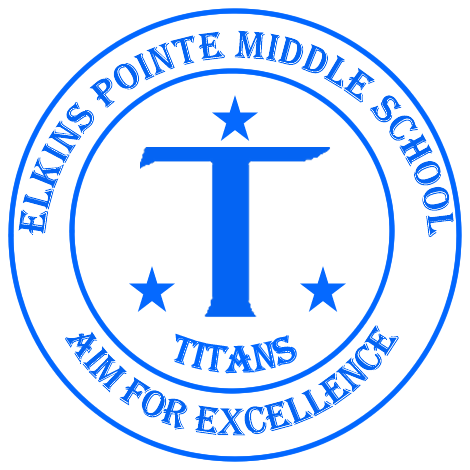 ELKINS POINTE MIDDLE SCHOOL
T
TITANS
AIM FOR EXCELLENCE